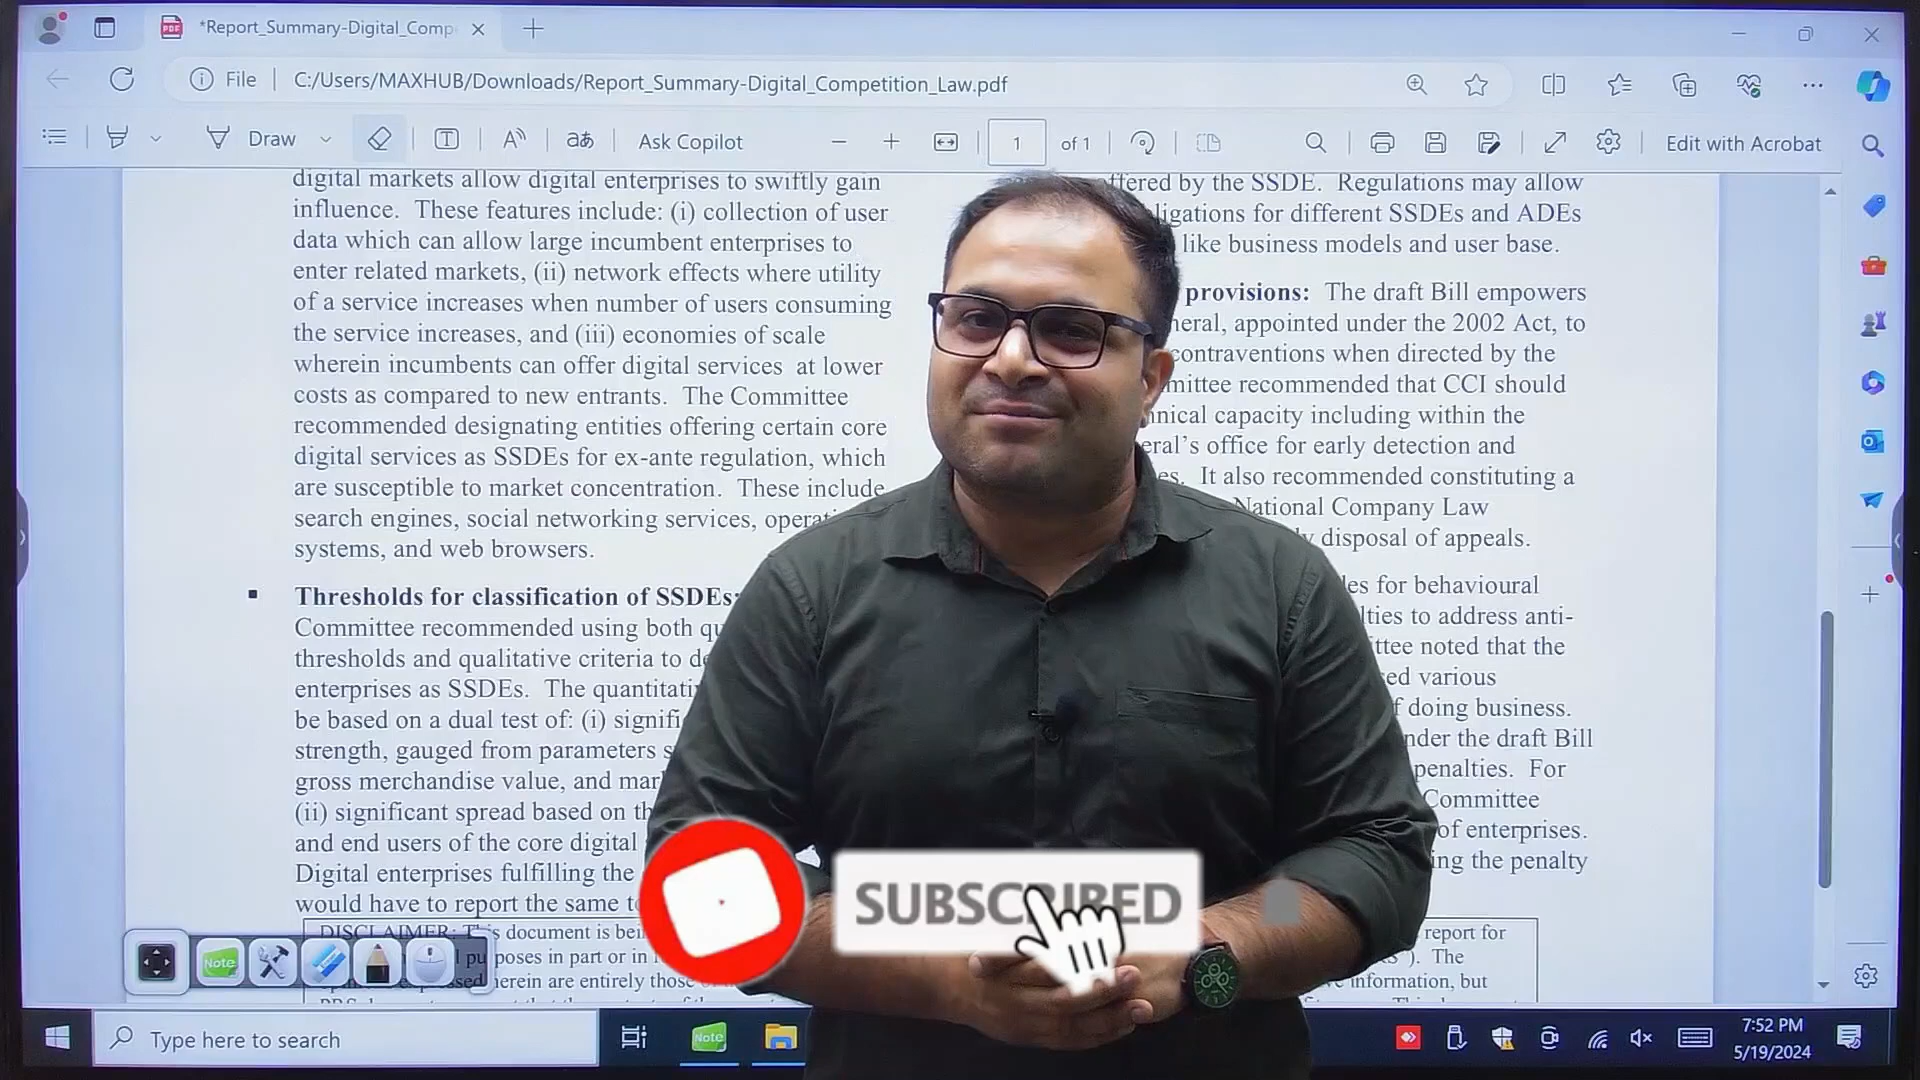 *Report_Summary-Digital_Comp
File
C:/Users/MAXHUB/Downloads/Report_Summary-Digital_Competition_Law.pdf
Draw
Ask Copilot
1
of 1
Edit with Acrobat
digital markets allow digital enterprises to swiftly gain
influence. These features include: (i) collection of user
data which can allow large incumbent enterprises to
enter related markets, (ii) network effects where utility
of a service increases when number of users consuming
the service increases, and (iii) economies of scale
wherein incumbents can offer digital services at lower
costs as compared to new entrants. The Committee
recommended designating entities offering certain core
digital services as SSDEs for ex-ante regulation, which
are susceptible to market concentration. These include
search engines, social networking services,
systems, and web browsers.
▪ Thresholds for classification of SSDEs:
Committee recommended using both
thresholds and qualitative criteria to
enterprises as SSDEs. The
be based on a dual test of: (i)
strength, gauged from parameters
gross merchandise value, and
(ii) significant spread based on
and end users of the core digital
Digital enterprises fulfilling the
would have to report the same
DISCLAIMER: This document is
poses in part or in
herein are entirely those
offered by the SSDE. Regulations may allow
ligations for different SSDEs and ADEs
like business models and user base.
provisions: The draft Bill empowers
neral, appointed under the 2002 Act, to
contraventions when directed by the
mittee recommended that CCI should
nical capacity including within the
eral's office for early detection and
es. It also recommended constituting a
National Company Law
y disposal of appeals.
les for behavioural
lties to address anti-
ittee noted that the
ed various
f doing business.
nder the draft Bill
penalties. For
Committee
of enterprises.
ing the penalty
report for
The
information, but
SUBSCRIBED
Note
Type here to search
Note
7:52 PM
5/19/2024